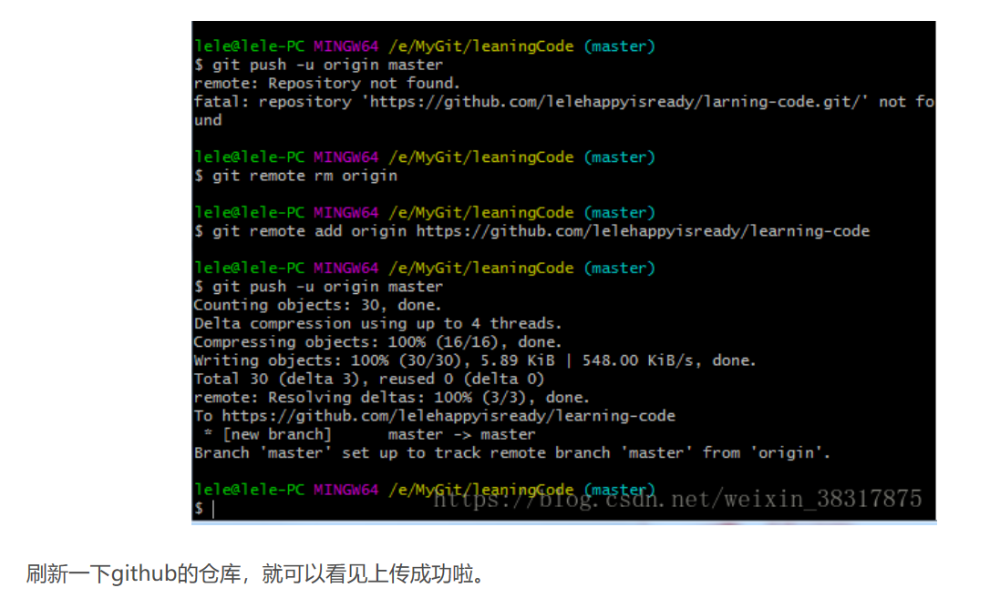 lele@lele-PC MINGW64 /e/MyGit/leaningCode (master)
$ git push -u origin master
remote: Repository not found.
fatal: repository 'https://github.com/lelehappyisready/larning-code.git/' not fo
und
lele@lele-PC MINGW64 /e/MyGit/leaningCode (master)
$ git remote rm origin
lele@lele-PC MINGW64 /e/MyGit/leaningCode (master)
$ git remote add origin https://github.com/lelehappyisready/learning-code
lele@lele-PC MINGW64 /e/MyGit/leaningCode (master)
$ git push -u origin master
Counting objects: 30, done.
Delta compression using up to 4 threads.
Compressing objects: 100% (16/16), done.
Writing objects: 100% (30/30), 5.89 KiB | 548.00 KiB/s, done.
Total 30 (delta 3), reused 0 (delta 0)
remote: Resolving deltas: 100% (3/3), done.
To https://github.com/lelehappyisready/learning-code
 * [new branch]      master -> master
Branch 'master' set up to track remote branch 'master' from 'origin'.
lele@lele-PC MINGW64 /e/MyGit/leaningCode (master)
https://blog.csdn.net/weixin_38317875
$
刷新一下github的仓库，就可以看见上传成功啦。